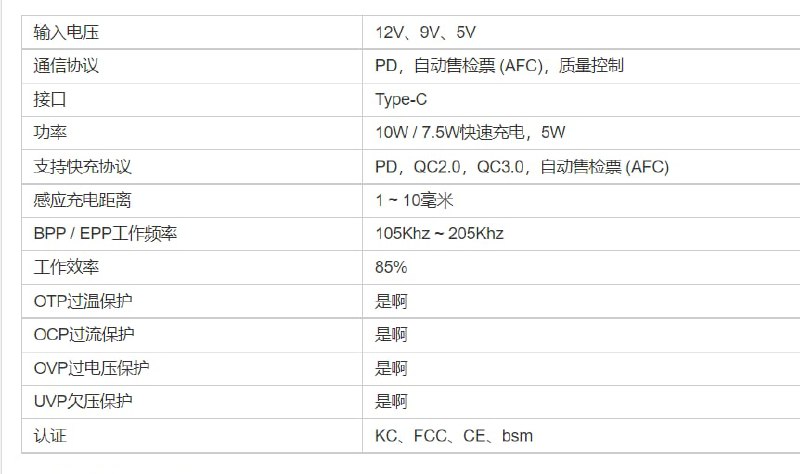 输入电压 12V、9V、5V
通信协议 PD，自动售检票 (AFC)，质量控制
接口 Type-C
功率 10W / 7.5W快速充电，5W
支持快充协议 PD，QC2.0，QC3.0，自动售检票 (AFC)
感应充电距离 1 ~ 10毫米
BPP / EPP工作频率 105Khz ~ 205Khz
工作效率 85%
OTP过温保护 是啊
OCP过流保护 是啊
OVP过电压保护 是啊
UVP欠压保护 是啊
认证 KC、FCC、CE、bsm